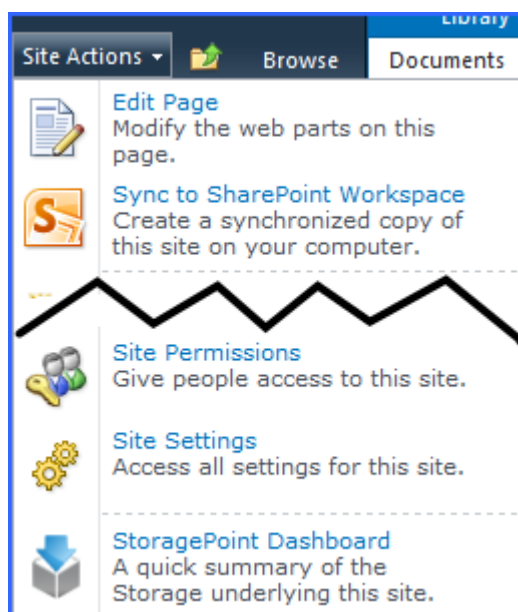 Library
Site Actions
Browse
Documents
Edit Page
Modify the web parts on this
page.
Sync to SharePoint Workspace
Create a synchronized copy of
this site on your computer.
Site Permissions
Give people access to this site.
Site Settings
Access all settings for this site.
StoragePoint Dashboard
A quick summary of the
Storage underlying this site.